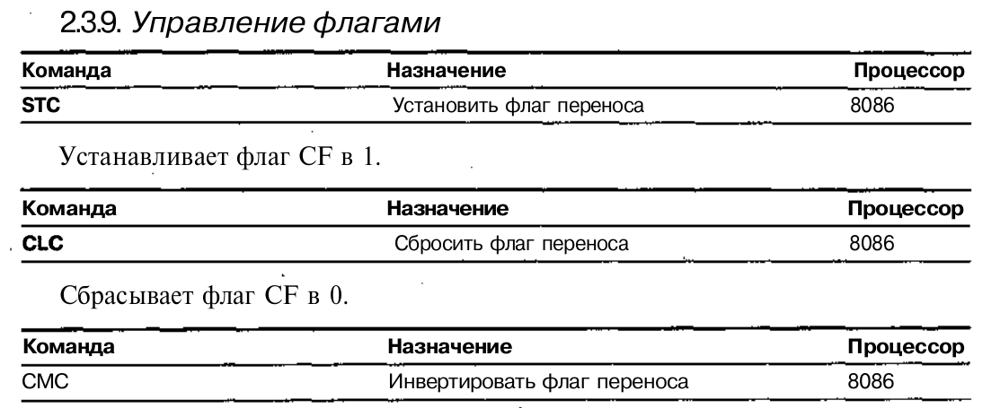 2.3.9. Управление флагами
Команда Назначение Процессор
STC Установить флаг переноса 8086
Устанавливает флаг CF в 1.
Команда Назначение Процессор
CLC Сбросить флаг переноса 8086
Сбрасывает флаг CF в 0.
Команда Назначение Процессор
CMC Инвертировать флаг переноса 8086